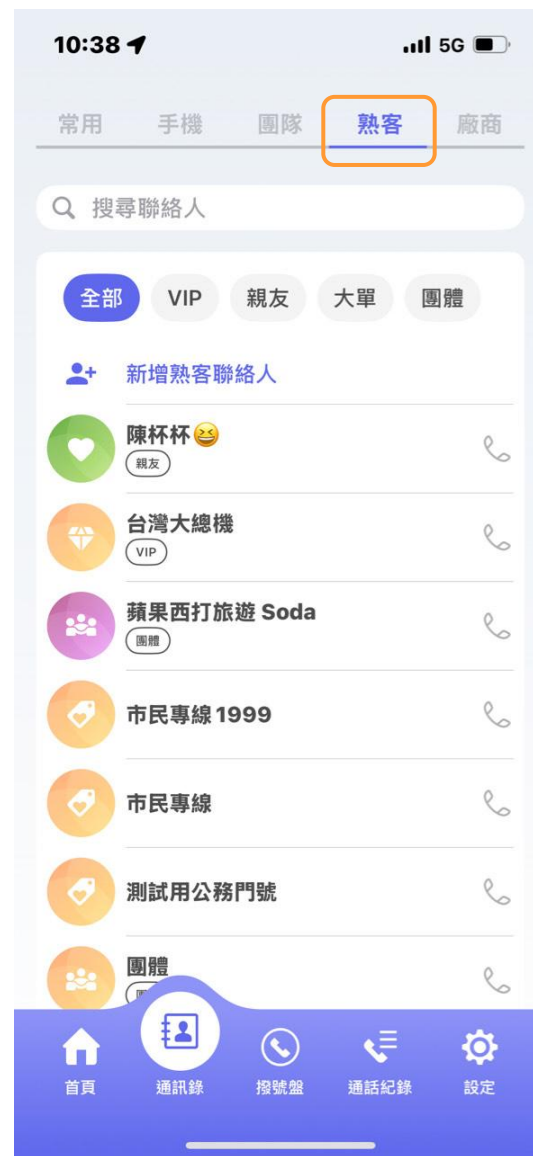 10:38 5G
常用 手機 團隊 熟客 廠商
搜尋聯絡人
全部 VIP 親友 大單 團體
新增熟客聯絡人
陳杯杯😆
親友
台灣大總機
VIP
蘋果西打旅遊 Soda
團體
市民專線1999
市民專線
測試用公務門號
團體
首頁 通訊錄 撥號盤 通話紀錄 設定